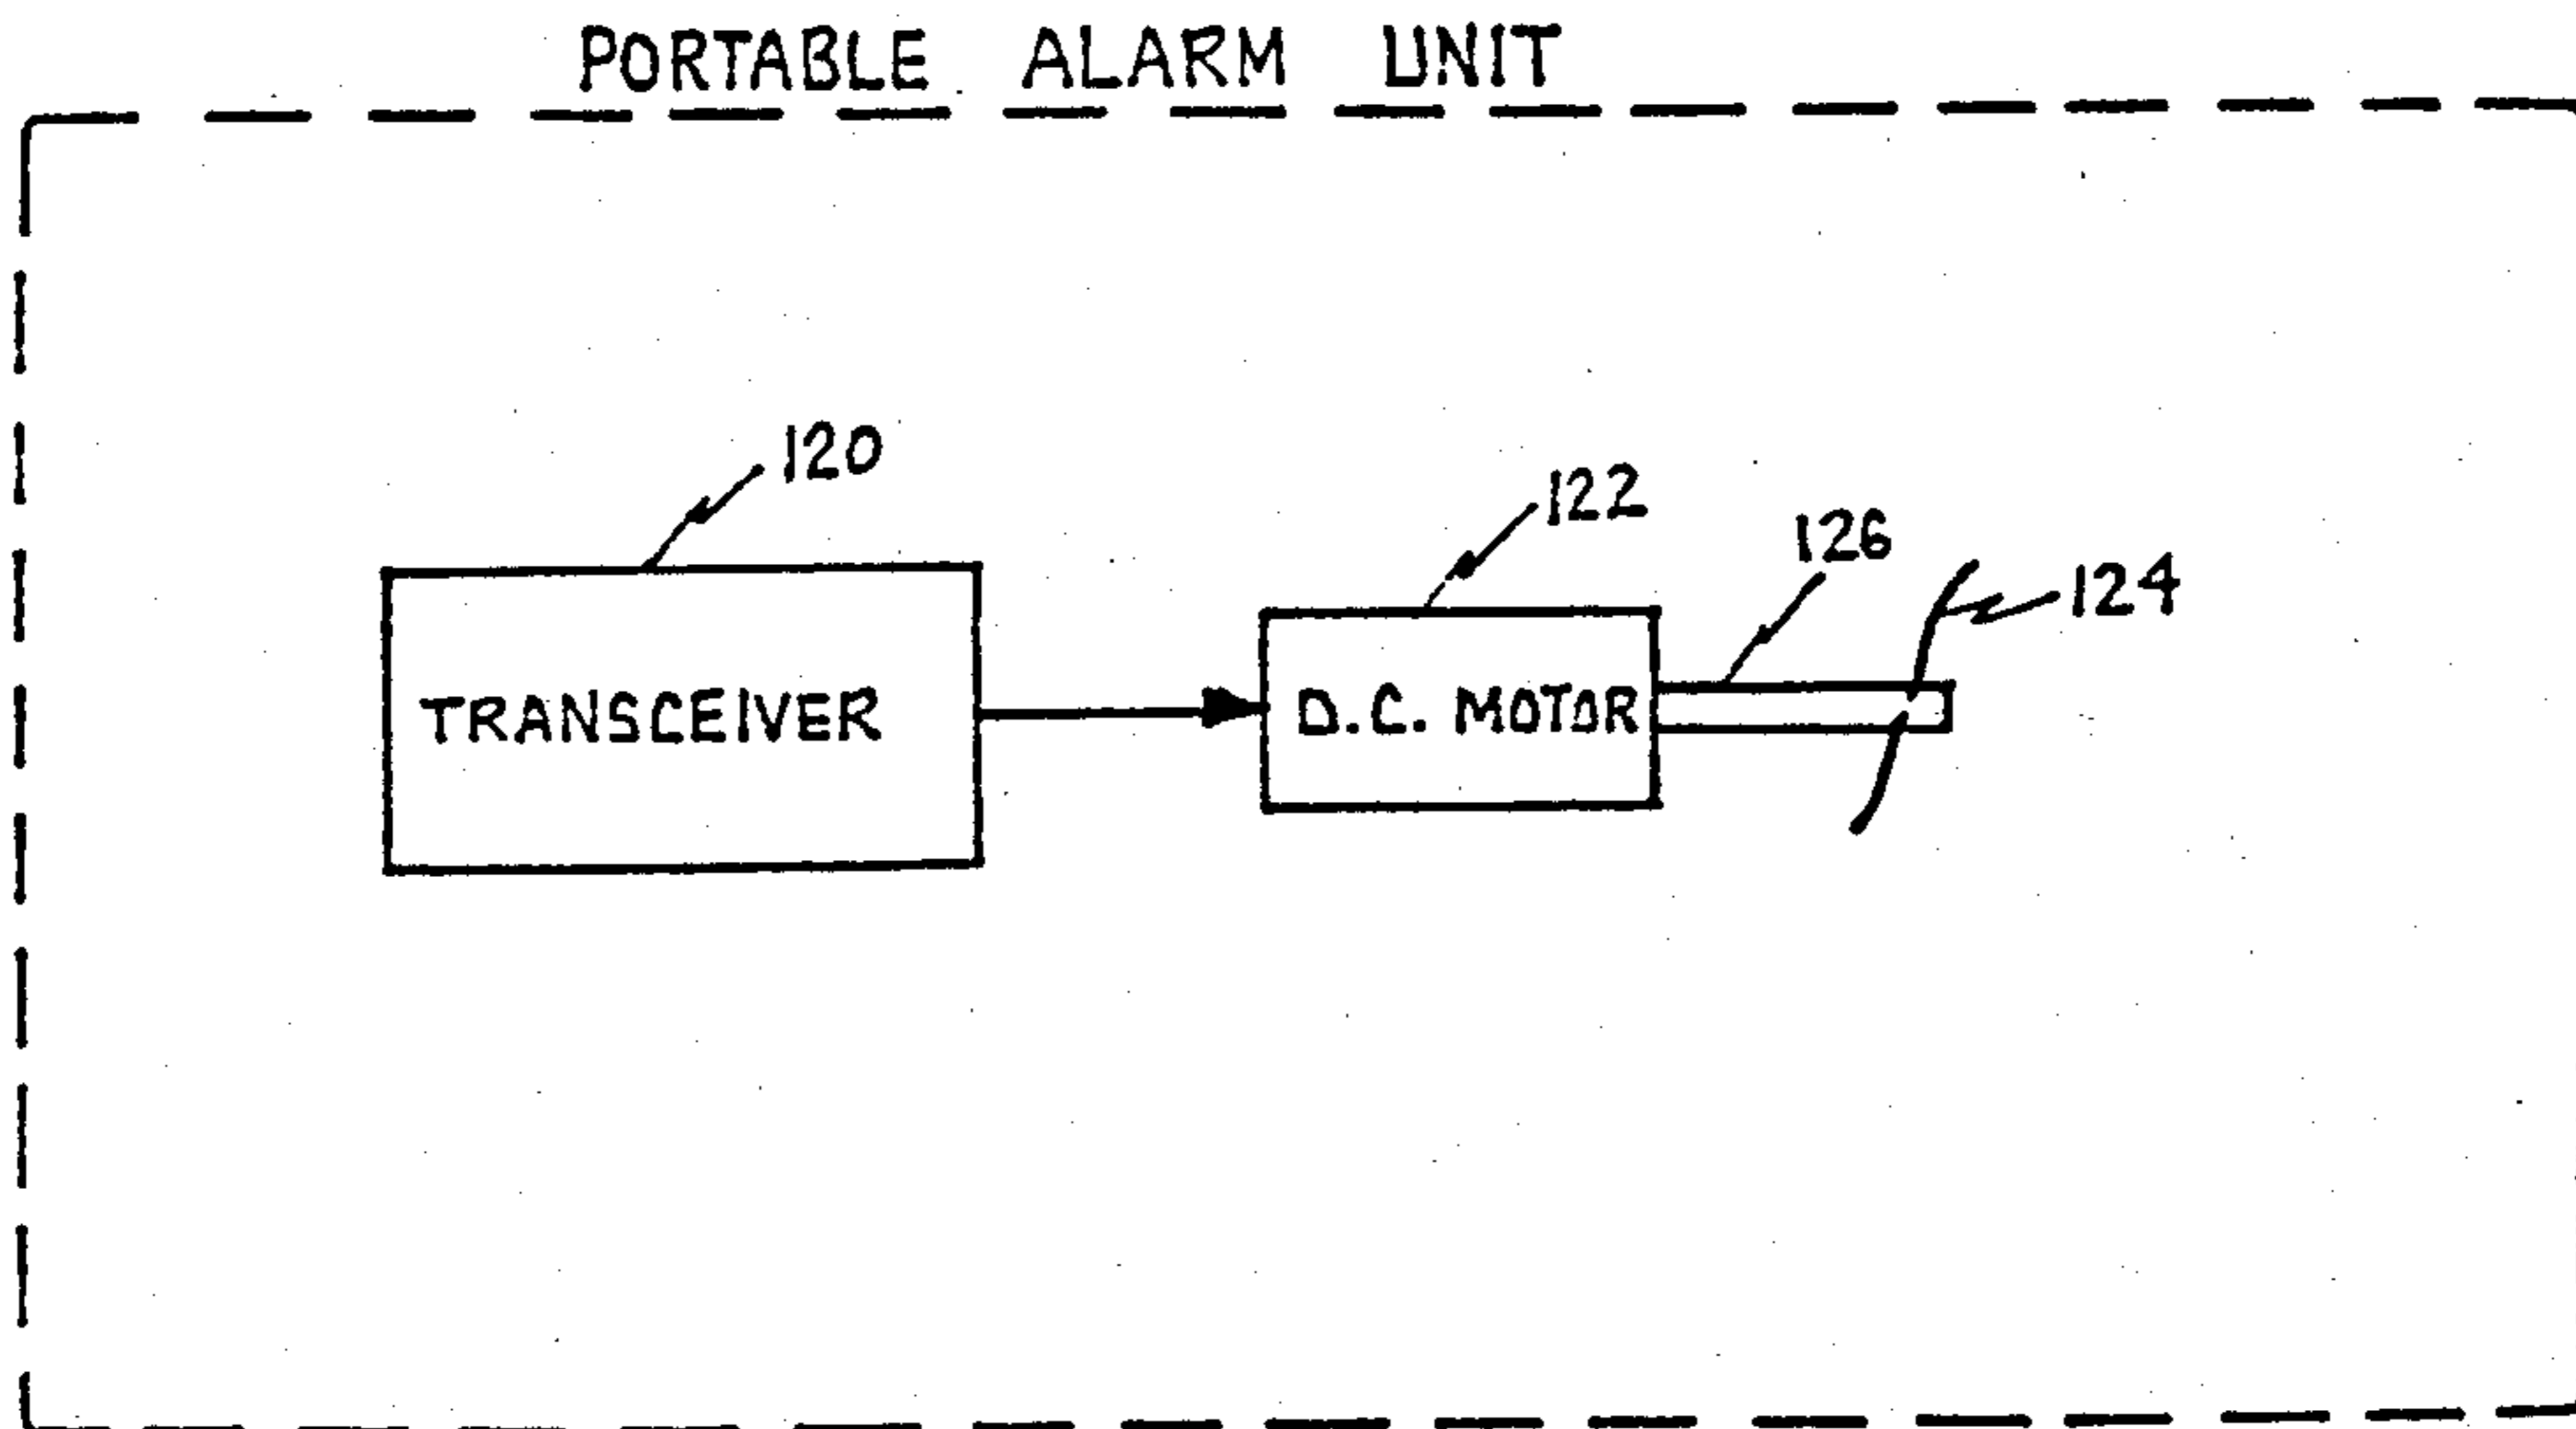 PORTABLE ALARM UNIT
120
122
126
124
TRANSCEIVER
D.C. MOTOR